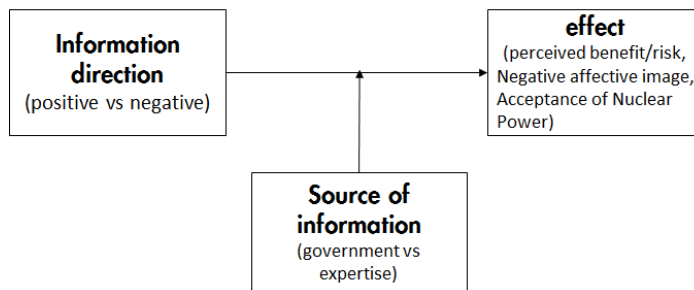 Information
direction
(positive vs negative)
effect
(perceived benefit/risk,
Negative affective image,
Acceptance of Nuclear
Power)
Source of
information
(government vs
expertise)